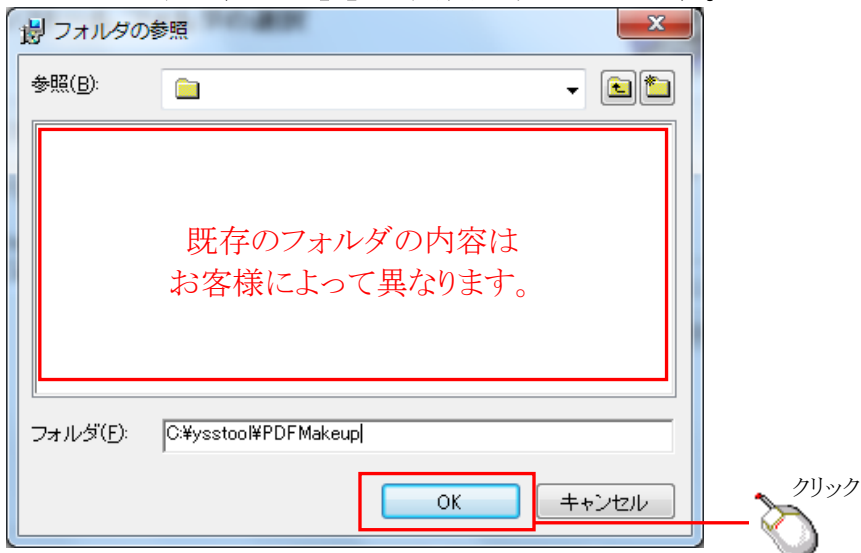 フォルダの参照
参照(B):
既存のフォルダの内容は
お客様によって異なります。
フォルダ(F):
C:¥ysstool¥PDFMakeup
OK
キャンセル
クリック